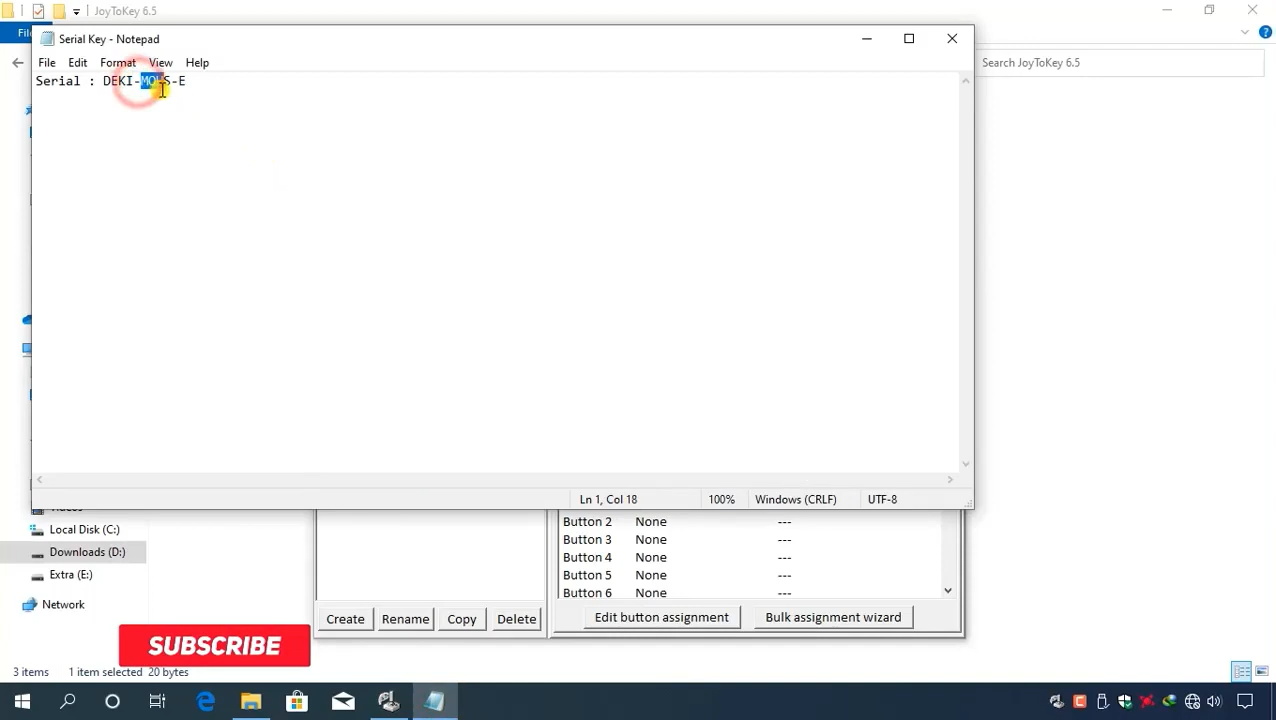 JoyToKey 6.5
File
Search JoyToKey 6.5
Serial Key - Notepad
File Edit Format View Help
Serial :
Ln 1, Col 18 100% Windows (CRLF) UTF-8
Local Disk (C:)
Downloads (D:)
Extra (E:)
Network
Button 2 None ---
Button 3 None ---
Button 4 None ---
Button 5 None ---
Button 6 None ---
Create Rename Copy Delete
Edit button assignment Bulk assignment wizard
SUBSCRIBE
3 items 1 item selected 20 bytes